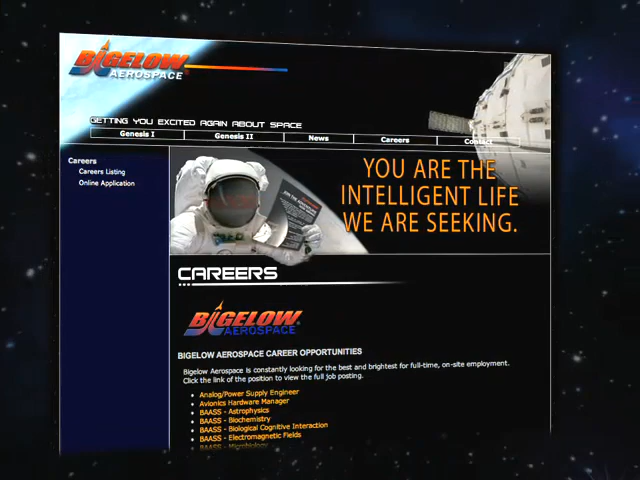 BIGELOW
AEROSPACE
GETTING YOU EXCITED AGAIN ABOUT SPACE
Genesis I
Genesis II
News
Careers
Contact
Careers
Careers Listing
Online Application
YOU ARE THE
INTELLIGENT LIFE
WE ARE SEEKING.
CAREERS
BIGELOW
AEROSPACE
BIGELOW AEROSPACE CAREER OPPORTUNITIES
Bigelow Aerospace is constantly looking for the best and brightest for full-time, on-site employment.
Click the link of the position to view the full job posting.
Analog/Power Supply Engineer
Avionics Hardware Manager
BAASS - Astrophysics
BAASS - Biochemistry
BAASS - Biological Cognitive Interaction
BAASS - Electromagnetic Fields
BAASS - Microbiology